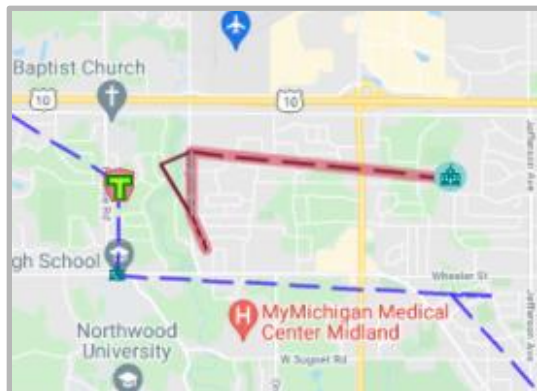 Baptist Church
10
10
Jefferson Ave
T
gh School
Wheeler St
MyMichigan Medical
Center Midland
Northwood
University
W Sugnet Rd
Jefferson Ave
H